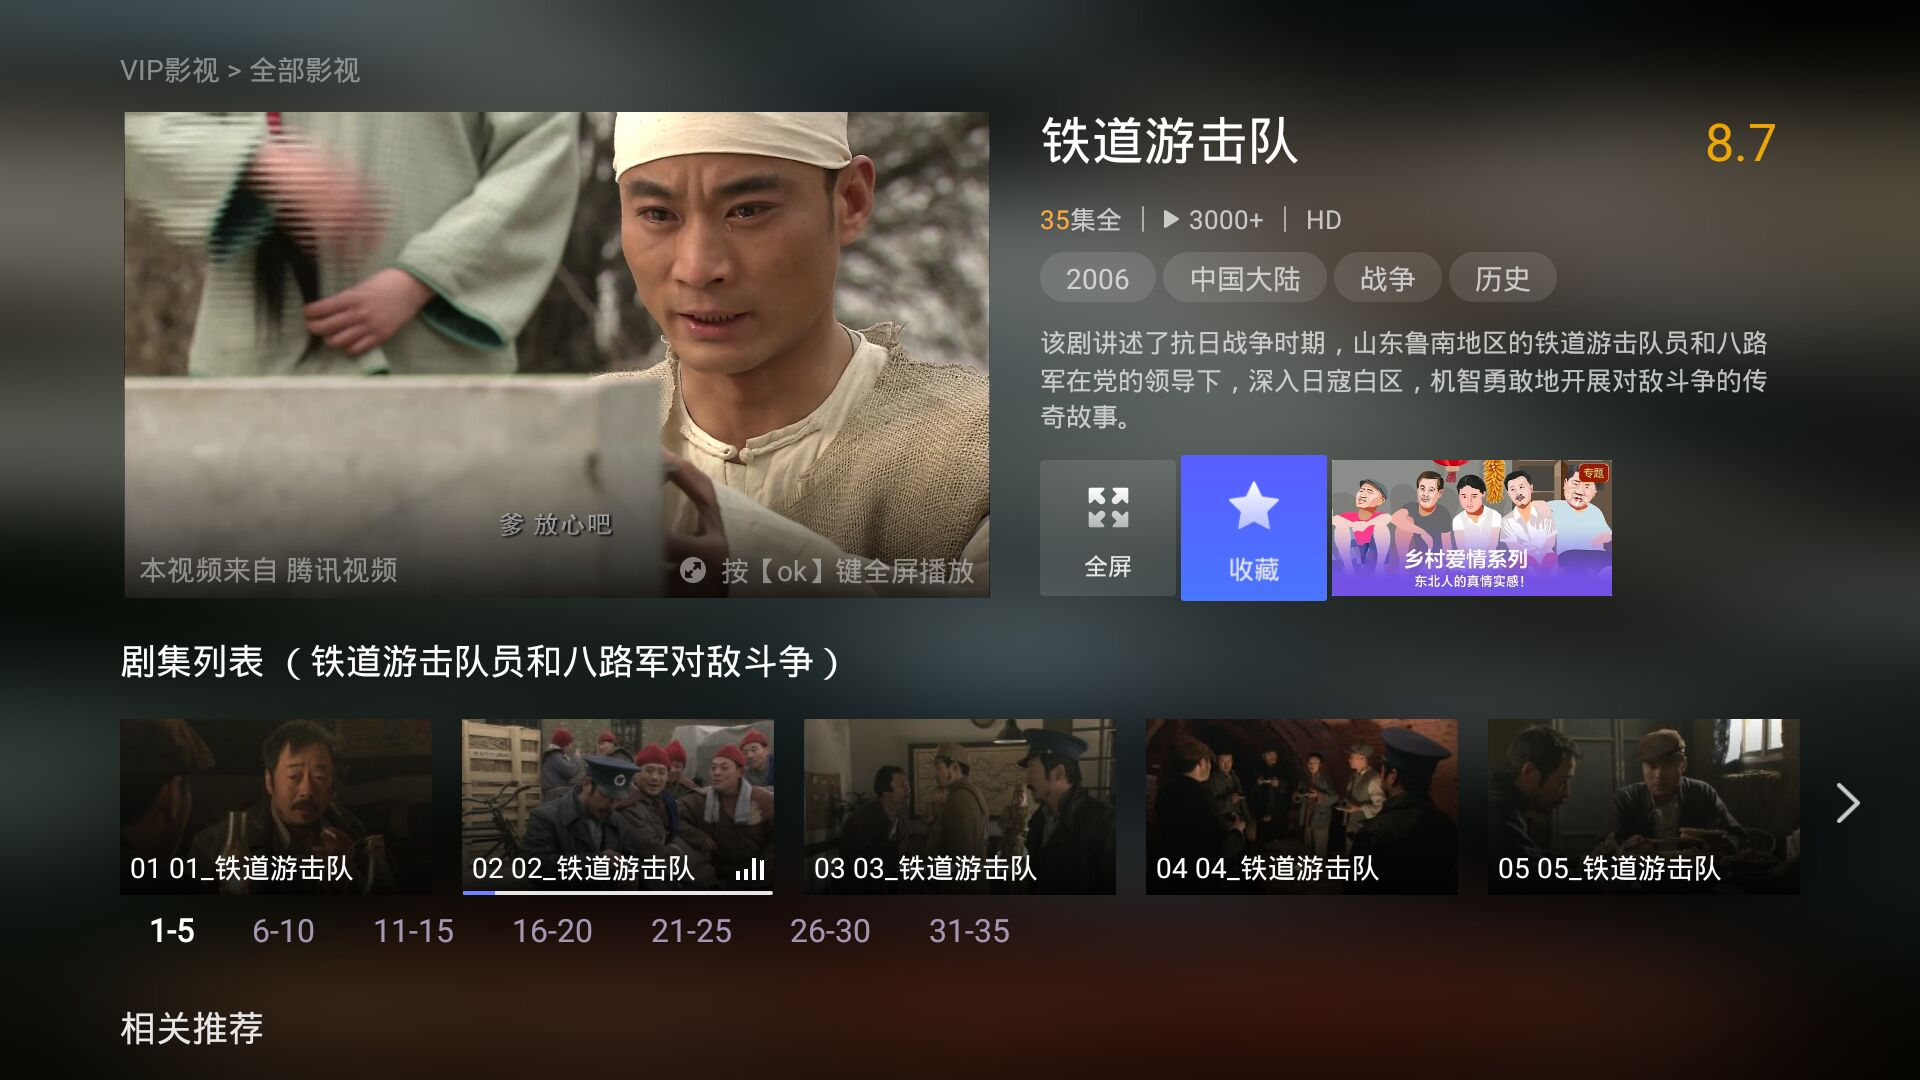 VIP影视 > 全部影视
铁道游击队
8.7
35集全 | 3000+ | HD
2006 中国大陆 战争 历史
该剧讲述了抗日战争时期，山东鲁南地区的铁道游击队员和八路
军在党的领导下，深入日寇白区，机智勇敢地开展对敌斗争的传
奇故事。
爹 放心吧
本视频来自 腾讯视频
按【ok】键全屏播放
全屏
收藏
专题
乡村爱情系列
东北人的真情实感！
剧集列表 （铁道游击队员和八路军对敌斗争）
01 01_铁道游击队
02 02_铁道游击队
03 03_铁道游击队
04 04_铁道游击队
05 05_铁道游击队
1-5 6-10 11-15 16-20 21-25 26-30 31-35
相关推荐